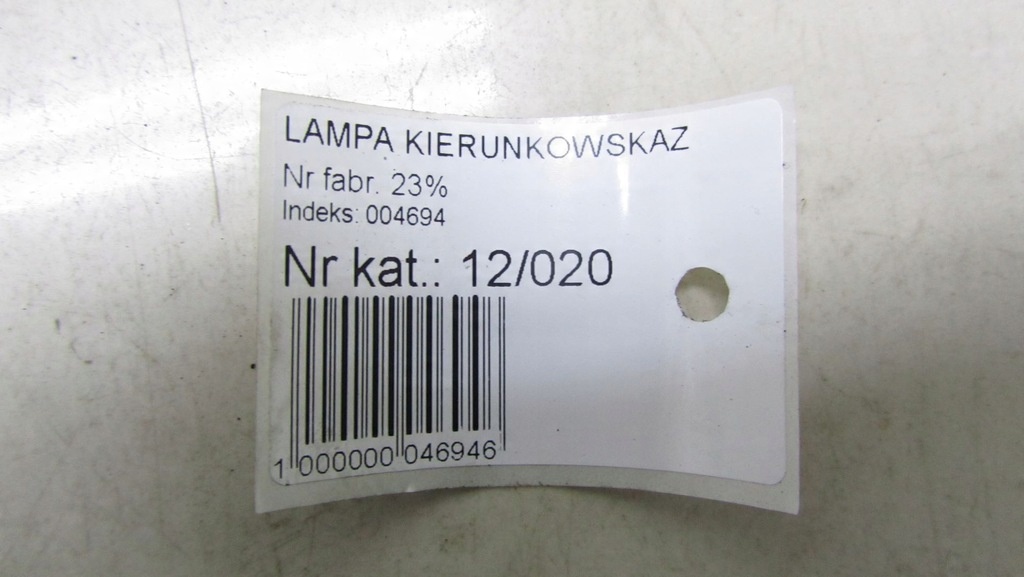 LAMPA KIERUNKOWSKAZ
Nr fabr. 23%
Indeks: 004694
Nr kat.: 12/020
1 000000 046946